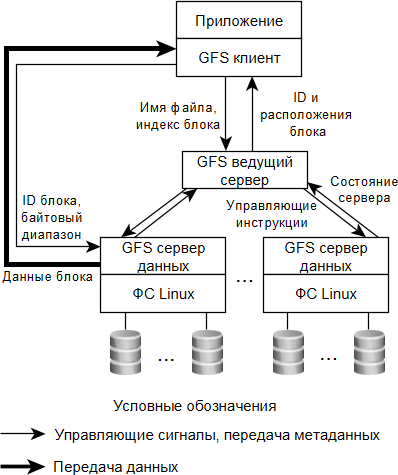 Приложение
GFS клиент
Имя файла,
индекс блока
ID и
расположения
блока
GFS ведущий
сервер
Состояние
сервера
ID блока,
байтовый
диапазон
Управляющие
инструкции
Данные блока
GFS сервер
данных
ФС Linux
...
GFS сервер
данных
ФС Linux
...
...
Условные обозначения
Управляющие сигналы, передача метаданных
Передача данных